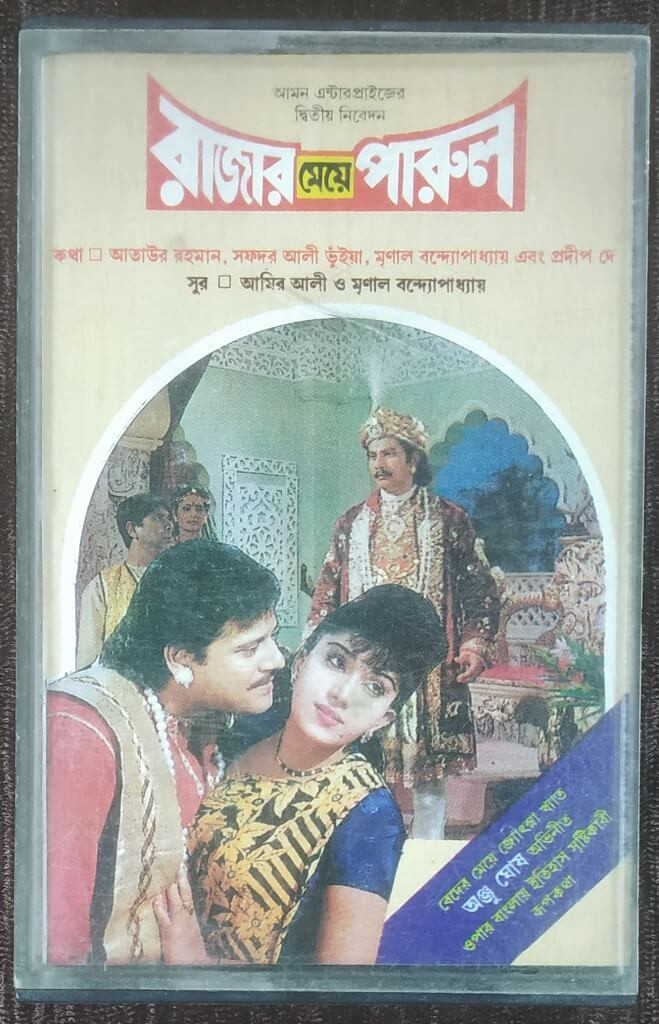 আমন এন্টারপ্রাইজের
দ্বিতীয় নিবেদন
রাজার মেয়ে পারুল
কথা □ আতাউর রহমান, সফদর আলী ভুঁইয়া, মৃণাল বন্দ্যোপাধ্যায় এবং প্রদীপ দে
সুর □ আমির আলী ও মৃণাল বন্দ্যোপাধ্যায়
বেদের মেয়ে জ্যোৎস্না খ্যাত
অঞ্জু ঘোষ অভিনীত
ওপার বাংলায় ইতিহাস সৃষ্টিকারী
রূপকথা